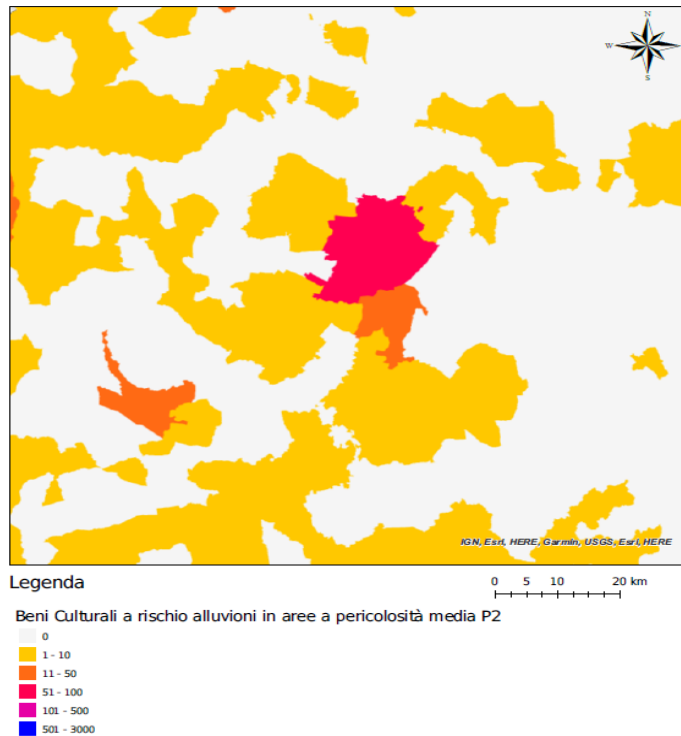 N
W
E
S
IGN, Esri, HERE, Garmin, USGS, Esri, HERE
Legenda
0 5 10 20 km
Beni Culturali a rischio alluvioni in aree a pericolosità media P2
0
1 - 10
11 - 50
51 - 100
101 - 500
501 - 3000